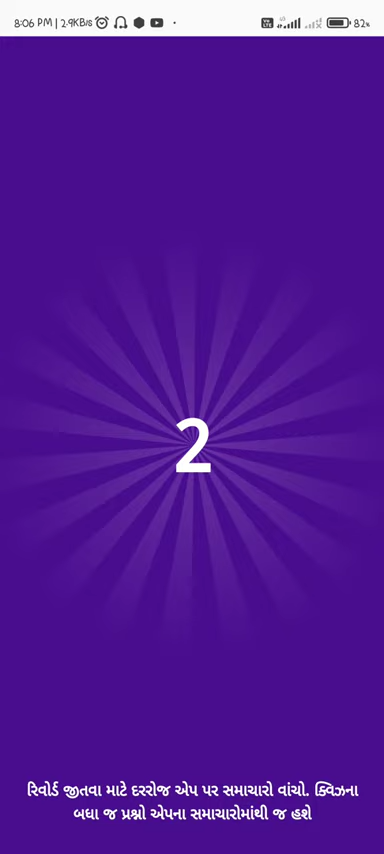 8:06 PM | 2.9KB/s 82%
2
રિવોર્ડ જીતવા માટે દરરોજ એપ પર સમાચારો વાંચો. ક્વિઝના
બધા જ પ્રશ્નો એપના સમાચારોમાંથી જ હશે